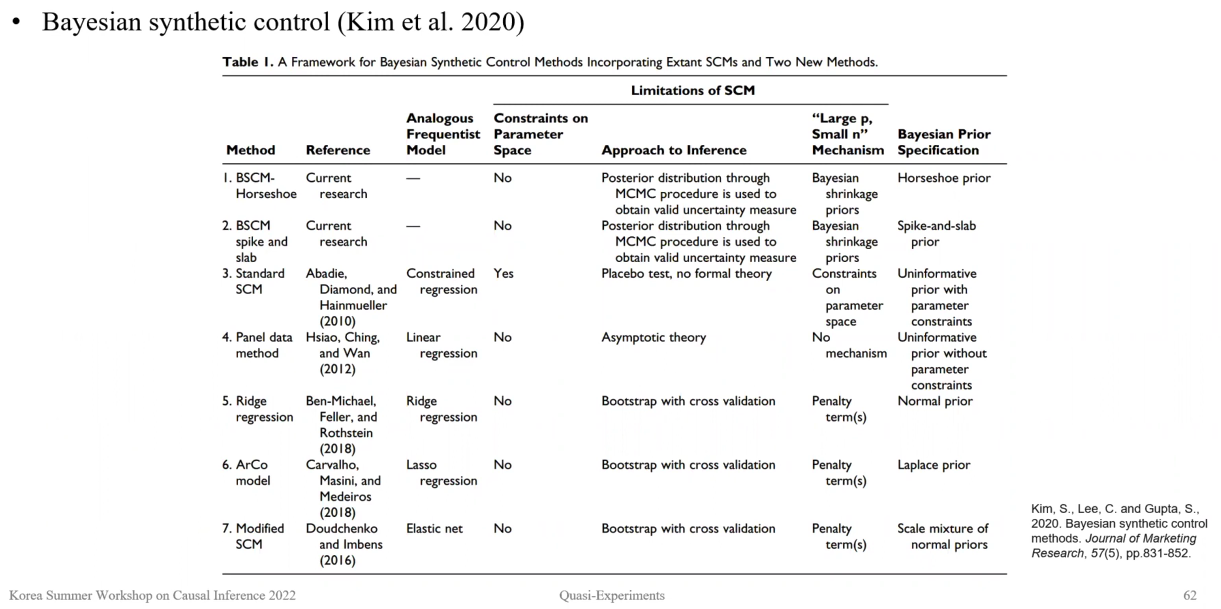 • Bayesian synthetic control (Kim et al. 2020)
Table 1. A Framework for Bayesian Synthetic Control Methods Incorporating Extant SCMs and Two New Methods.
Limitations of SCM
Method Reference Analogous Frequentist Model Constraints on Parameter Space Approach to Inference “Large p, Small n” Mechanism Bayesian Prior Specification
1. BSCM-Horseshoe Current research — No Posterior distribution through MCMC procedure is used to obtain valid uncertainty measure Bayesian shrinkage priors Horseshoe prior
2. BSCM spike and slab Current research — No Posterior distribution through MCMC procedure is used to obtain valid uncertainty measure Bayesian shrinkage priors Spike-and-slab prior
3. Standard SCM Abadie, Diamond, and Hainmueller (2010) Constrained regression Yes Placebo test, no formal theory Constraints on parameter space Uninformative prior with parameter constraints
4. Panel data method Hsiao, Ching, and Wan (2012) Linear regression No Asymptotic theory No mechanism Uninformative prior without parameter constraints
5. Ridge regression Ben-Michael, Feller, and Rothstein (2018) Ridge regression No Bootstrap with cross validation Penalty term(s) Normal prior
6. ArCo model Carvalho, Masini, and Medeiros (2018) Lasso regression No Bootstrap with cross validation Penalty term(s) Laplace prior
7. Modified SCM Doudchenko and Imbens (2016) Elastic net No Bootstrap with cross validation Penalty term(s) Scale mixture of normal priors
Kim, S., Lee, C. and Gupta, S.,
2020. Bayesian synthetic control
methods. Journal of Marketing
Research, 57(5), pp.831-852.
Korea Summer Workshop on Causal Inference 2022 Quasi-Experiments 62